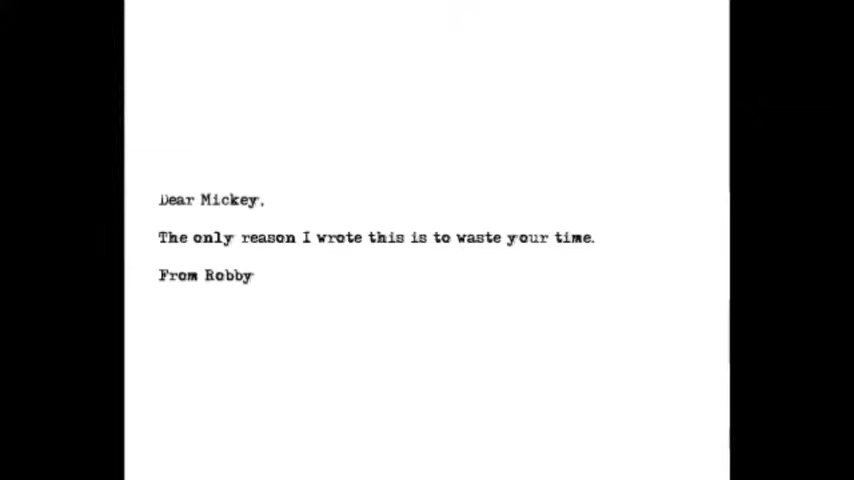 Dear Mickey,
The only reason I wrote this is to waste your time.
From Robby